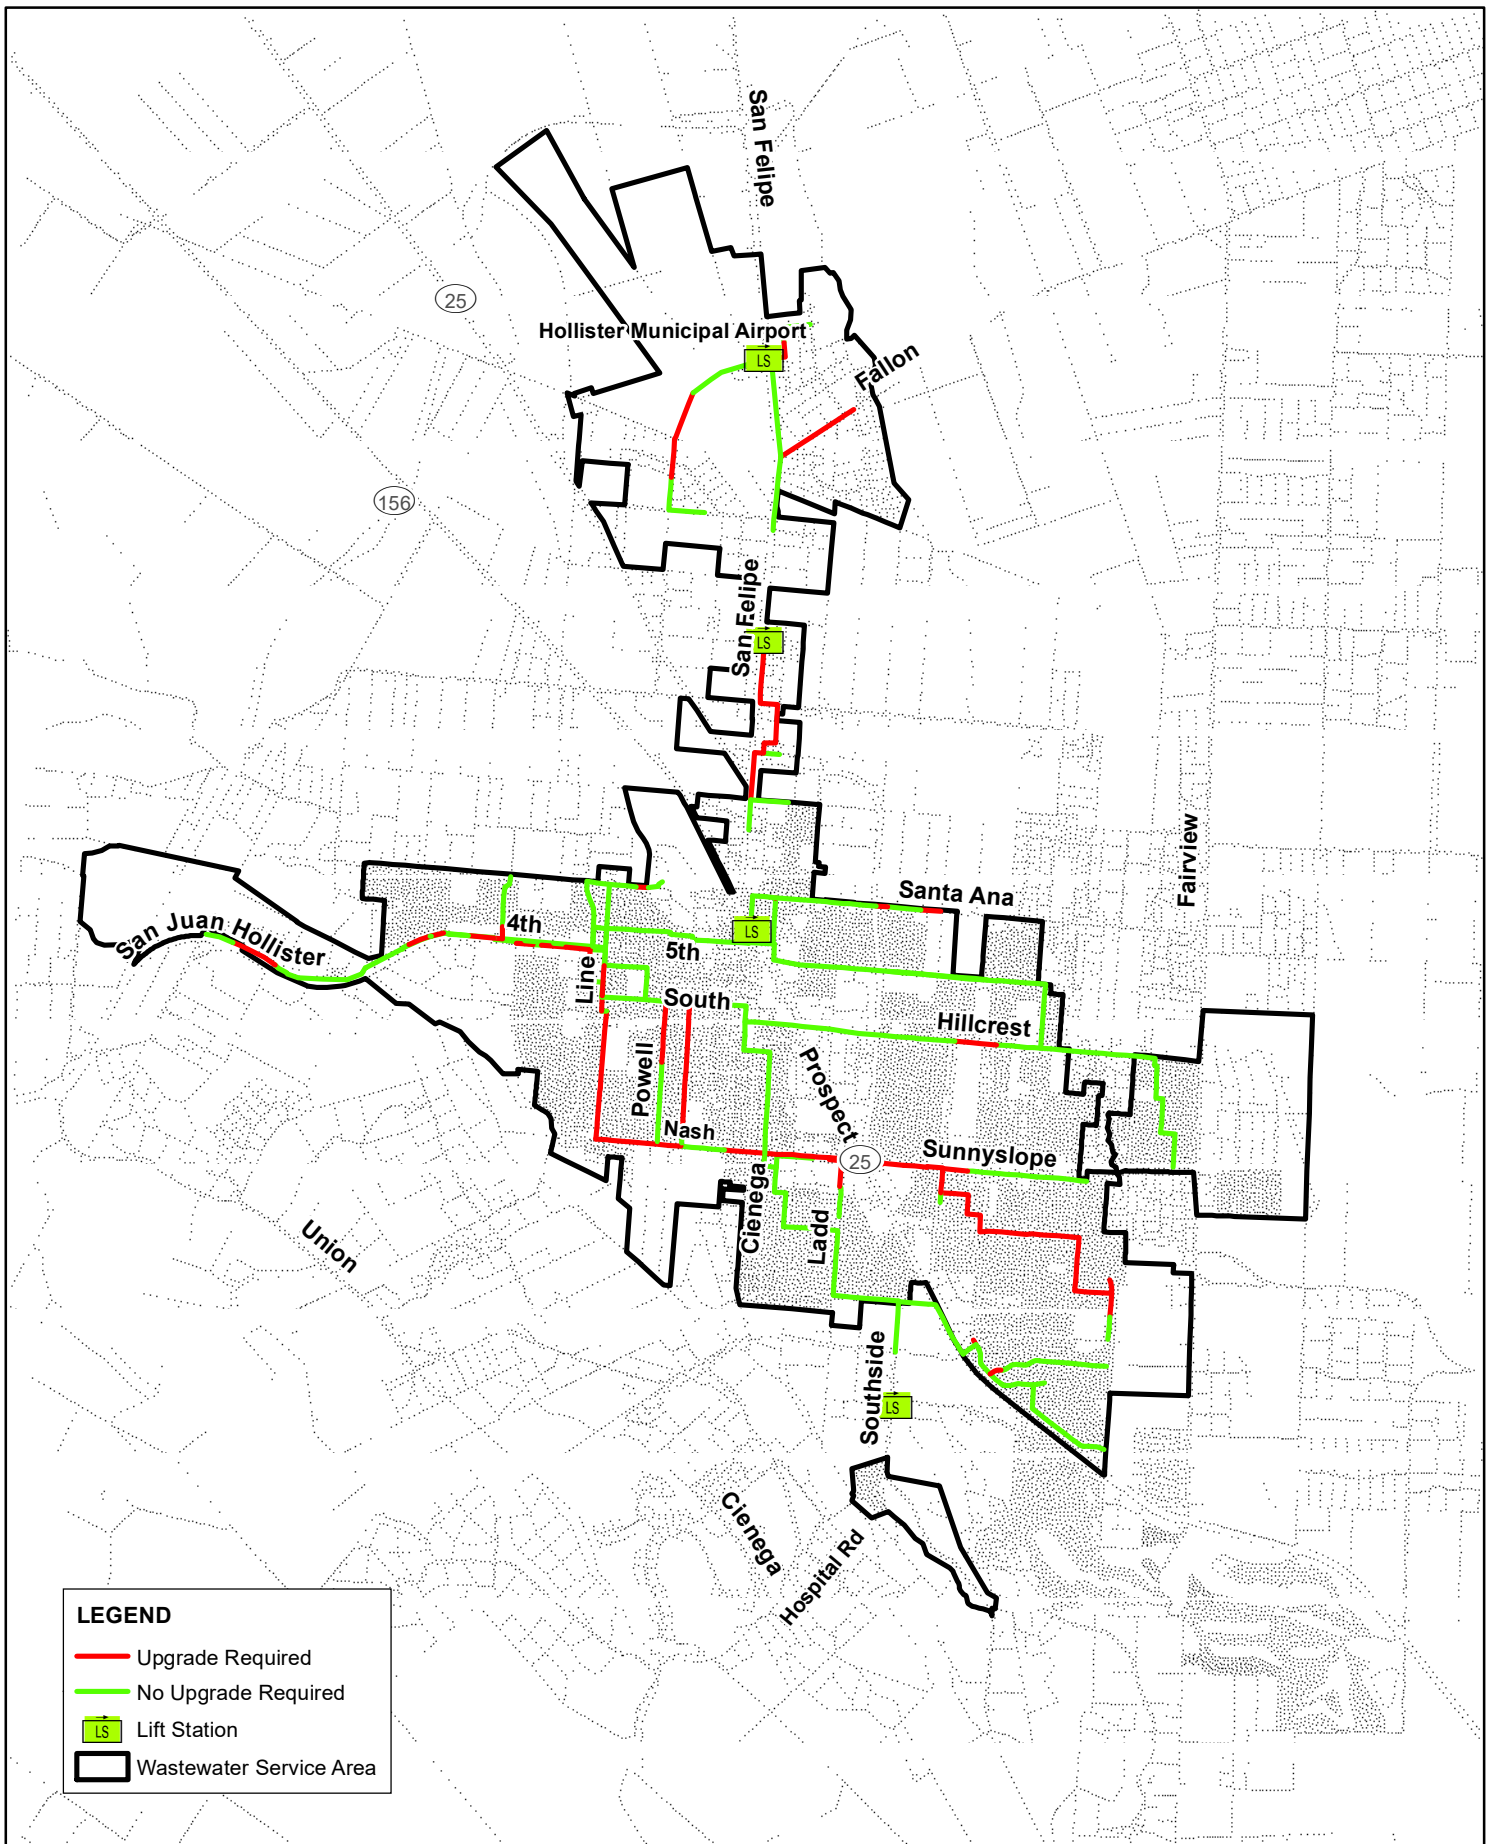 San Felipe
25
Hollister Municipal Airport
LS
Fallon
156
San Felipe
LS
Fairview
Santa Ana
San Juan Hollister
4th
LS
5th
Line
South
Hillcrest
Powell
Prospect
Nash
25
Sunnyslope
Cienega
Ladd
Union
Southside
LS
Cienega
Hospital Rd
LEGEND
Upgrade Required
No Upgrade Required
LS Lift Station
Wastewater Service Area